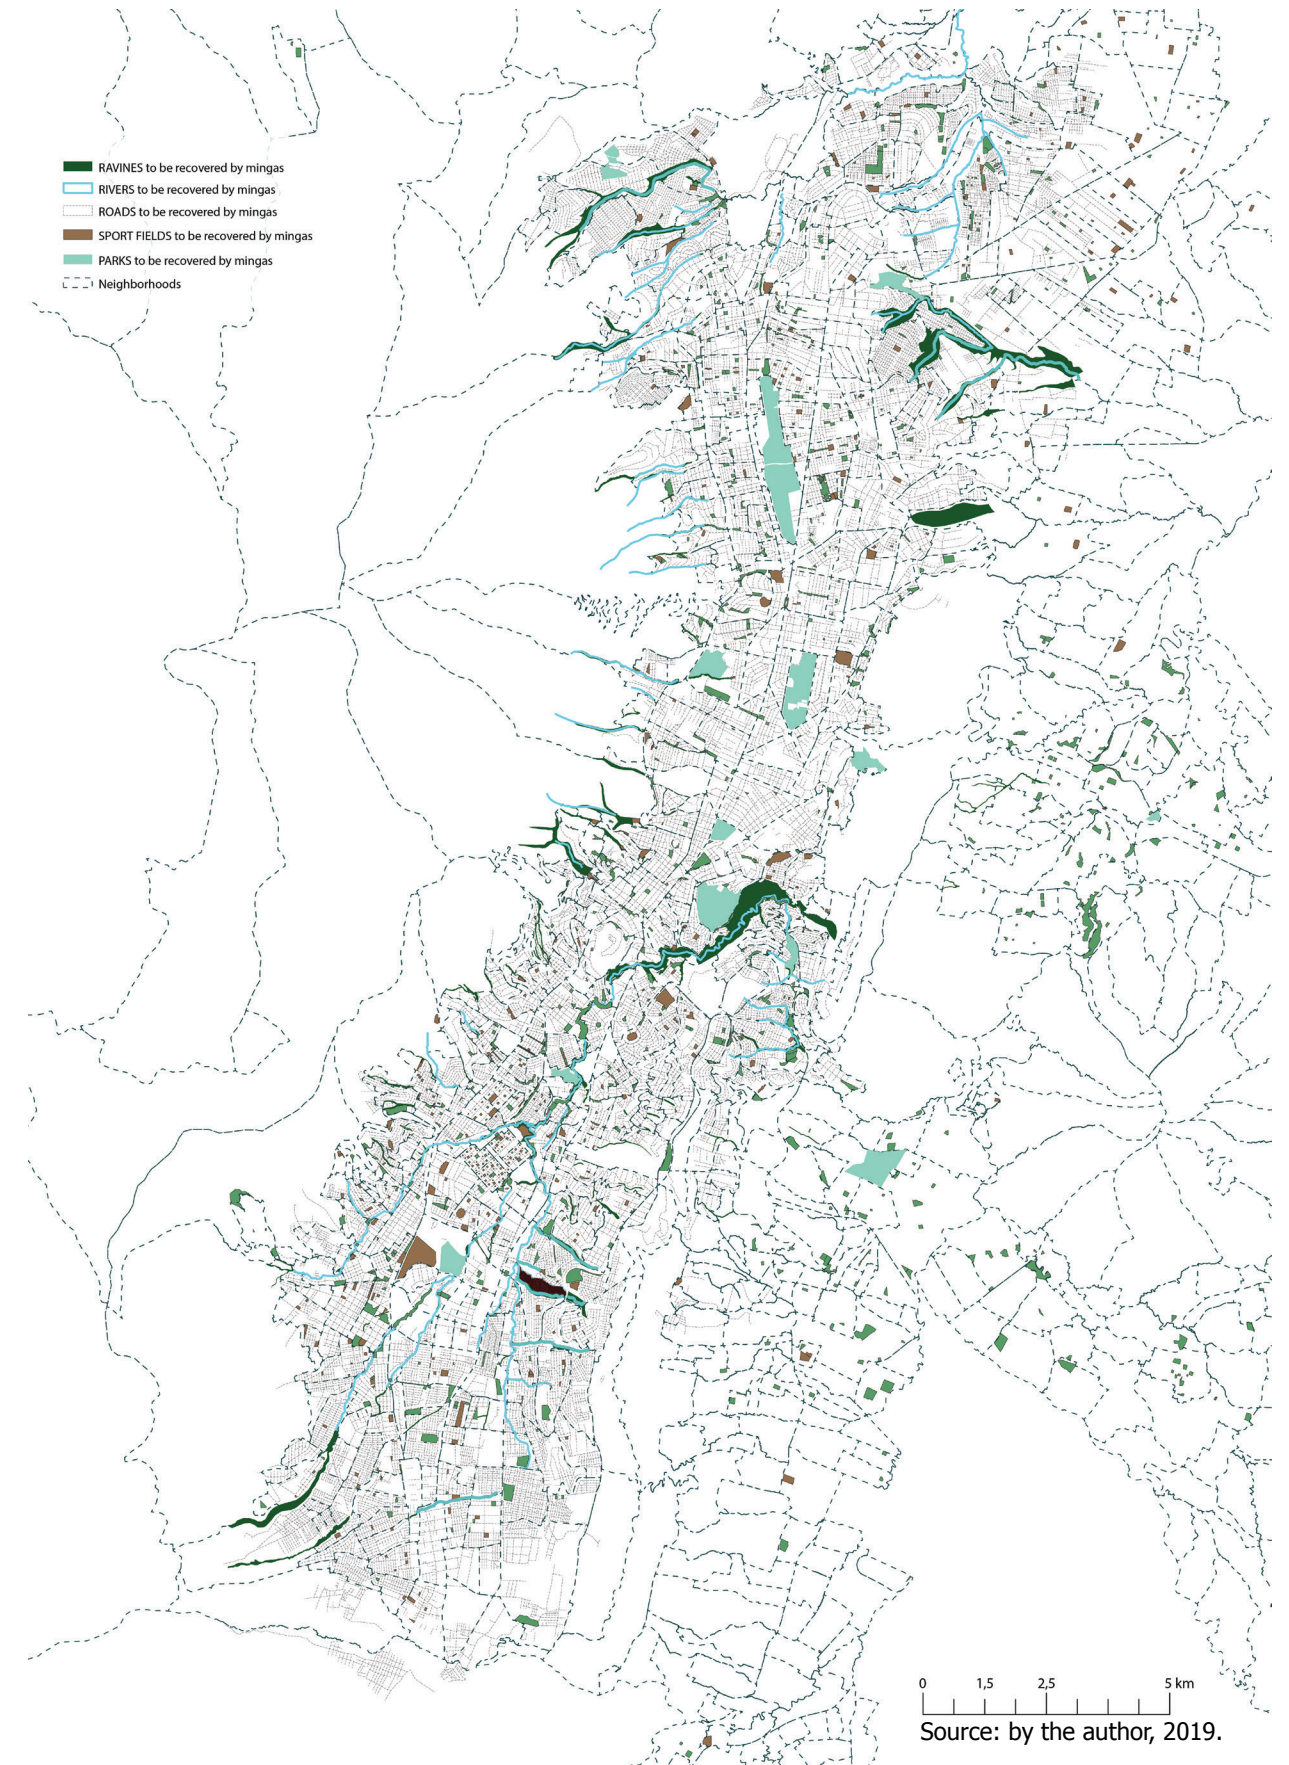 RAVINES to be recovered by mingas
RIVERS to be recovered by mingas
ROADS to be recovered by mingas
SPORT FIELDS to be recovered by mingas
PARKS to be recovered by mingas
Neighborhoods
0 1,5 2,5 5 km
Source: by the author, 2019.